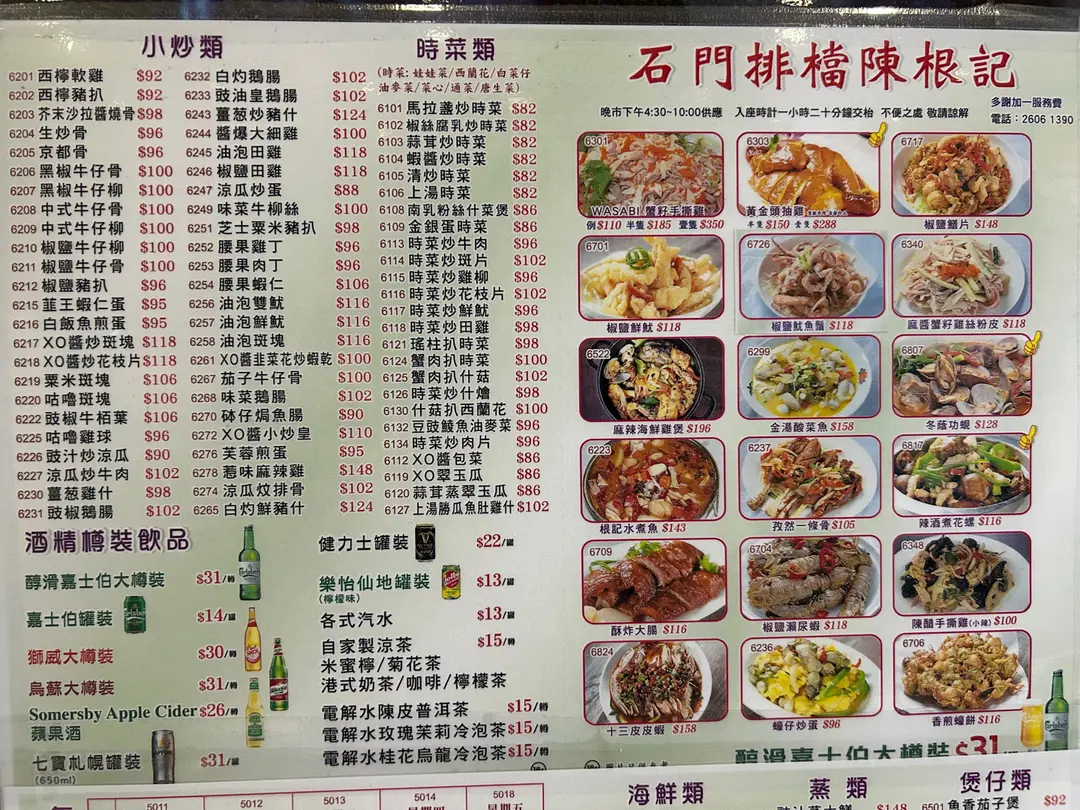 小炒類
6201 西檸軟雞 $92
6202 西檸豬扒 $92
6203 芥末沙拉醬燒骨 $98
6204 生炒骨 $96
6205 京都骨 $96
6206 黑椒牛仔骨 $100
6207 黑椒牛仔柳 $100
6208 中式牛仔骨 $100
6209 中式牛仔柳 $100
6210 椒鹽牛仔柳 $100
6211 椒鹽牛仔骨 $100
6212 椒鹽豬扒 $96
6215 韮王蝦仁蛋 $95
6216 白飯魚煎蛋 $95
6217 XO醬炒斑塊 $118
6218 XO醬炒花枝片 $118
6219 粟米斑塊 $106
6220 咕嚕斑塊 $106
6222 豉椒牛栢葉 $106
6225 咕嚕雞球 $96
6226 豉汁炒涼瓜 $90
6227 涼瓜炒牛肉 $102
6230 薑葱雞什 $98
6231 豉椒鵝腸 $102
6232 白灼鵝腸 $102
6233 豉油皇鵝腸 $102
6243 薑葱炒豬什 $124
6244 醬爆大細雞 $100
6245 油泡田雞 $118
6246 椒鹽田雞 $118
6247 涼瓜炒蛋 $88
6249 味菜牛柳絲 $100
6251 芝士粟米豬扒 $98
6252 腰果雞丁 $96
6253 腰果肉丁 $96
6254 腰果蝦仁 $106
6256 油泡雙魷 $116
6257 油泡鮮魷 $116
6258 油泡斑塊 $116
6261 XO醬韭菜花炒蝦乾 $100
6267 茄子牛仔骨 $100
6268 味菜鵝腸 $102
6270 砵仔焗魚腸 $90
6272 XO醬小炒皇 $110
6276 芙蓉煎蛋 $95
6278 惹味麻辣雞 $148
6274 涼瓜炆排骨 $102
6265 白灼鮮豬什 $124
時菜類
(時菜: 娃娃菜/西蘭花/白菜仔
油麥菜/菜心/通菜/唐生菜)
6101 馬拉盞炒時菜 $82
6102 椒絲腐乳炒時菜 $82
6103 蒜茸炒時菜 $82
6104 蝦醬炒時菜 $82
6105 清炒時菜 $82
6106 上湯時菜 $82
6108 南乳粉絲什菜煲 $86
6109 金銀蛋時菜 $86
6113 時菜炒牛肉 $96
6114 時菜炒斑片 $102
6115 時菜炒雞柳 $96
6116 時菜炒花枝片 $102
6117 時菜炒鮮魷 $96
6118 時菜炒田雞 $98
6121 瑤柱扒時菜 $98
6124 蟹肉扒時菜 $100
6125 蟹肉扒什菇 $102
6126 時菜炒什燴 $98
6130 什菇扒西蘭花 $100
6132 豆豉鯪魚油麥菜 $96
6134 時菜炒肉片 $96
6112 XO醬包菜 $86
6119 XO翠玉瓜 $86
6120 蒜茸蒸翠玉瓜 $86
6127 上湯勝瓜魚肚雞什 $102
石門排檔陳根記
晚市下午4:30~10:00供應 入座時計一小時二十分鐘交枱 不便之處 敬請諒解
多謝加一服務費
電話：2606 1390
6301
WASABI 蟹籽手撕雞
例$110 半隻$185 壹隻$350
6303
黃金頭抽雞
半隻$150 全隻$288
6717
椒鹽鱔片 $148
6701
椒鹽鮮魷 $118
6726
椒鹽魷魚鬚 $118
6340
麻醬蟹籽雞絲粉皮 $118
6522
麻辣海鮮雞煲 $196
6299
金湯酸菜魚 $158
6807
冬蔭功蜆 $128
6223
根記水煮魚 $143
6237
孜然一條骨 $105
6817
辣酒煮花螺 $116
6709
酥炸大腸 $116
6704
椒鹽瀨尿蝦 $118
6348
陳醋手撕雞(小辣) $100
6824
十三皮皮蝦 $158
6236
蠔仔炒蛋 $96
6706
香煎蠔餅 $116
醇滑嘉士伯大樽裝 $31
酒精樽裝飲品
醇滑嘉士伯大樽裝 $31/樽
嘉士伯罐裝 $14/罐
獅威大樽裝 $30/樽
烏蘇大樽裝 $31/樽
Somersby Apple Cider $26/樽
蘋果酒
七寶札幌罐裝 $31/罐
(650ml)
健力士罐裝 $22/罐
樂怡仙地罐裝 $13/罐
(檸檬味)
各式汽水 $13/罐
自家製涼茶 $15/樽
米蜜檸/菊花茶
港式奶茶/咖啡/檸檬茶
電解水陳皮普洱茶 $15/樽
電解水玫瑰茉莉冷泡茶 $15/樽
電解水桂花烏龍冷泡茶 $15/樽
5011 5012 5013 5014 5018
海鮮類
蒸類
煲仔類
$148
6501 魚香茄子煲 $92